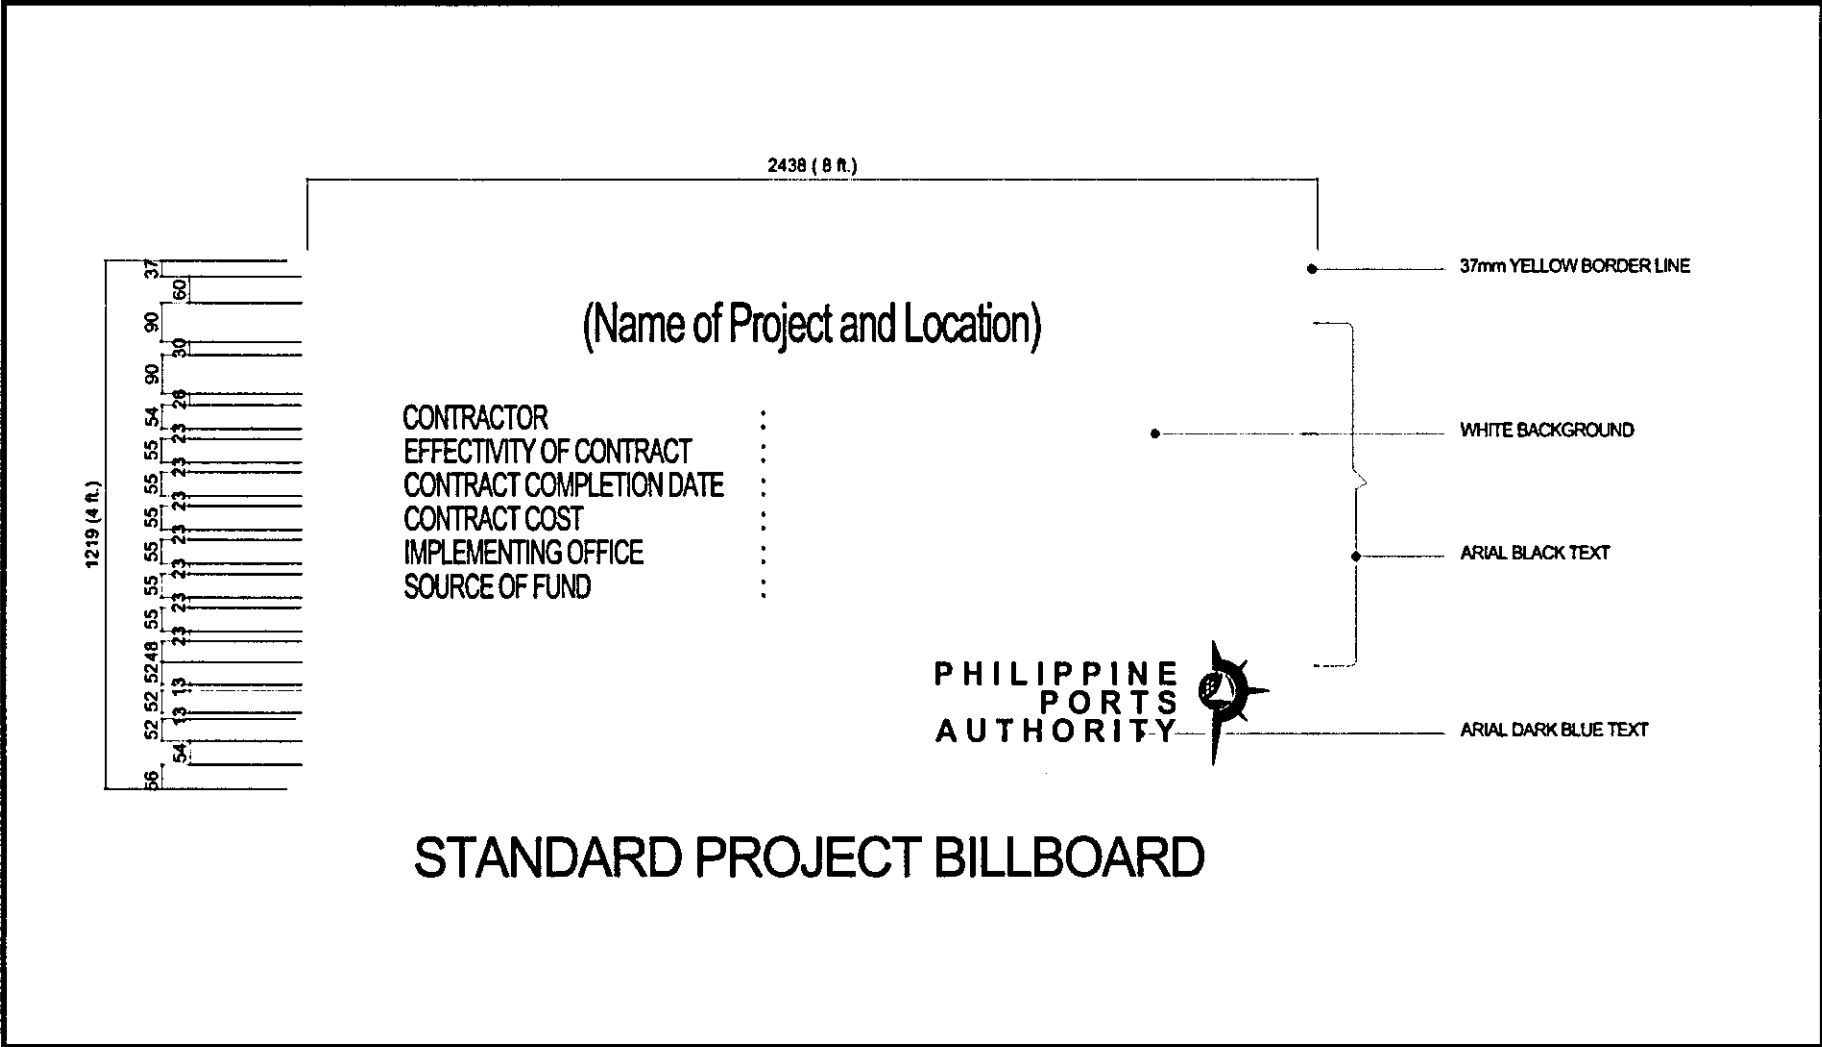 2438 ( 8 ft.)
37mm YELLOW BORDER LINE
(Name of Project and Location)
CONTRACTOR :
EFFECTIVITY OF CONTRACT :
CONTRACT COMPLETION DATE :
CONTRACT COST :
IMPLEMENTING OFFICE :
SOURCE OF FUND :
WHITE BACKGROUND
ARIAL BLACK TEXT
PHILIPPINE
PORTS
AUTHORITY
ARIAL DARK BLUE TEXT
1219 (4 ft.)
37
60
90
30
90
26
54
23
55
23
55
23
55
23
55
23
55
23
55
23
48
52
13
52
13
52
54
56
STANDARD PROJECT BILLBOARD